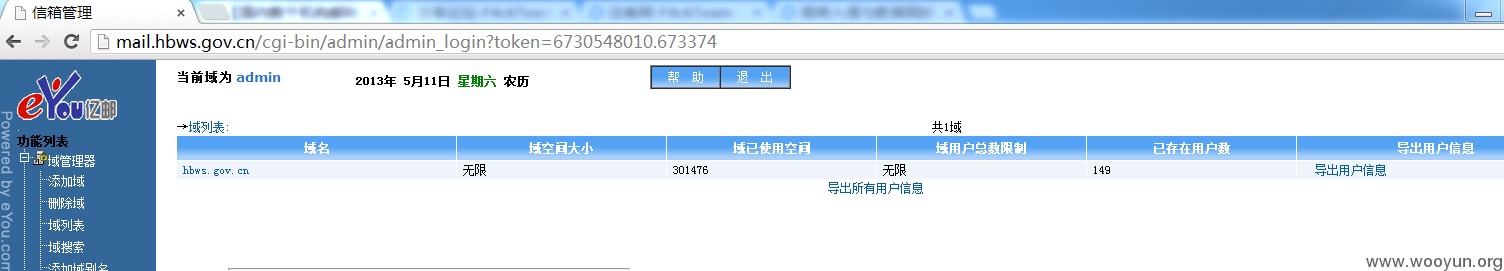 信箱管理
mail.hbws.gov.cn/cgi-bin/admin/admin_login?token=6730548010.673374
当前域为 admin 2013年 5月11日 星期六 农历 帮 助 退 出
eYou亿邮
Powered by eYou.com
功能列表
域管理器
添加域
删除域
域列表
域搜索
添加域别名
→域列表: 共1域
域名 域空间大小 域已使用空间 域用户总数限制 已存在用户数 导出用户信息
hbws.gov.cn 无限 301476 无限 149 导出用户信息
导出所有用户信息
www.wooyun.org